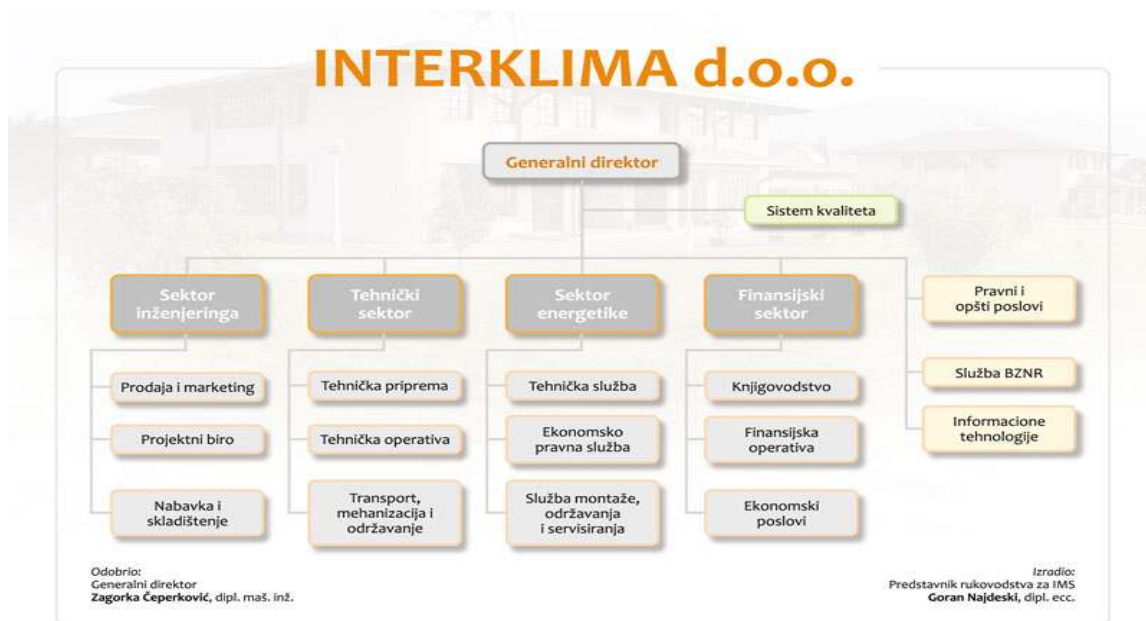 INTERKLIMA d.o.o.
Generalni direktor
Sistem kvaliteta
Sektor
inženjeringa
Tehnički
sektor
Sektor
energetike
Finansijski
sektor
Pravni i
opšti poslovi
Prodaja i marketing
Tehnička priprema
Tehnička služba
Knjigovodstvo
Služba BZNR
Projektni biro
Tehnička operativa
Ekonomsko
pravna služba
Finansijska
operativa
Informacione
tehnologije
Nabavka i
skladištenje
Transport,
mehanizacija i
održavanje
Služba montaže,
održavanja
i servisiranja
Ekonomski
poslovi
Odobrio:
Generalni direktor
Zagorka Čeperković, dipl. maš. inž.
Izradio:
Predstavnik rukovodstva za IMS
Goran Najdeski, dipl. ecc.